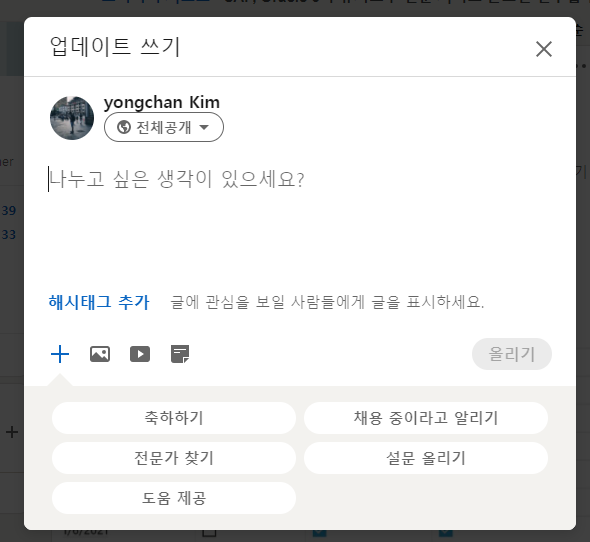 업데이트 쓰기
yongchan Kim
전체공개
나누고 싶은 생각이 있으세요?
해시태그 추가 글에 관심을 보일 사람들에게 글을 표시하세요.
올리기
축하하기
채용 중이라고 알리기
전문가 찾기
설문 올리기
도움 제공
39
33